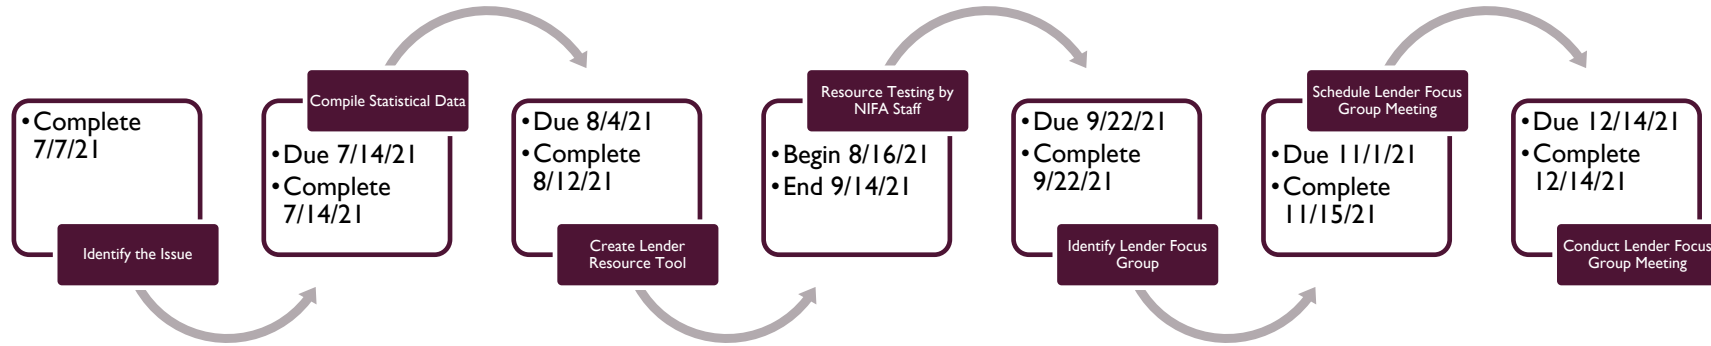 • Complete
7/7/21
Identify the Issue
Compile Statistical Data
• Due 7/14/21
• Complete
7/14/21
• Due 8/4/21
• Complete
8/12/21
Create Lender
Resource Tool
Resource Testing by
NIFA Staff
• Begin 8/16/21
• End 9/14/21
• Due 9/22/21
• Complete
9/22/21
Identify Lender Focus
Group
Schedule Lender Focus
Group Meeting
• Due 11/1/21
• Complete
11/15/21
• Due 12/14/21
• Complete
12/14/21
Conduct Lender Focus
Group Meeting